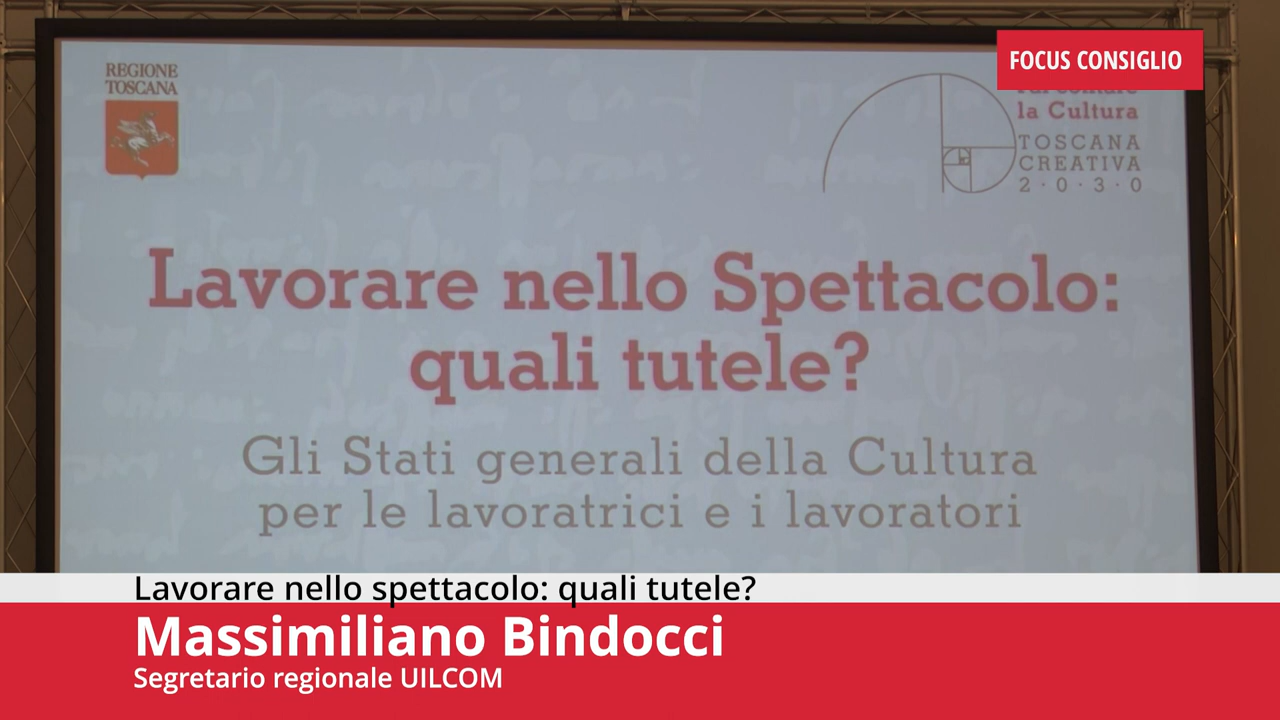 REGIONE
TOSCANA
FOCUS CONSIGLIO
la Cultura
TOSCANA
CREATIVA
2·0·3·0
Lavorare nello Spettacolo:
quali tutele?
Gli Stati generali della Cultura
per le lavoratrici e i lavoratori
Lavorare nello spettacolo: quali tutele?
Massimiliano Bindocci
Segretario regionale UILCOM